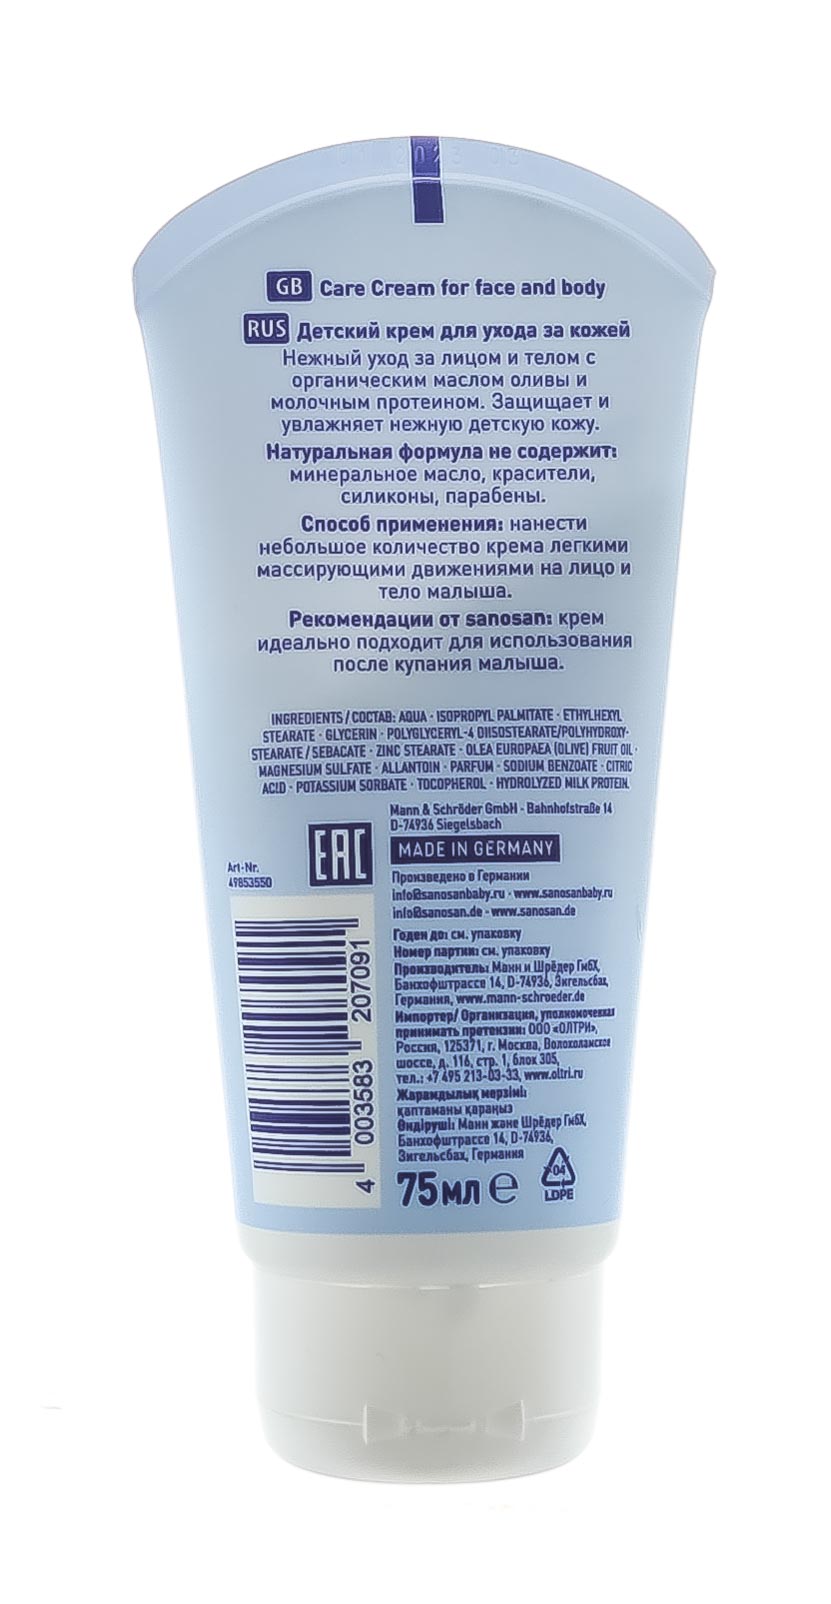 GB Care Cream for face and body
RUS Детский крем для ухода за кожей
Нежный уход за лицом и телом с
органическим маслом оливы и
молочным протеином. Защищает и
увлажняет нежную детскую кожу.
Натуральная формула не содержит:
минеральное масло, красители,
силиконы, парабены.
Способ применения: нанести
небольшое количество крема легкими
массирующими движениями на лицо и
тело малыша.
Рекомендации от sanosan: крем
идеально подходит для использования
после купания малыша.
INGREDIENTS / СОСТАВ: AQUA · ISOPROPYL PALMITATE · ETHYLHEXYL
STEARATE · GLYCERIN · POLYGLYCERYL-4 DIISOSTEARATE/POLYHYDROXY-
STEARATE / SEBACATE · ZINC STEARATE · OLEA EUROPAEA (OLIVE) FRUIT OIL ·
MAGNESIUM SULFATE · ALLANTOIN · PARFUM · SODIUM BENZOATE · CITRIC
ACID · POTASSIUM SORBATE · TOCOPHEROL · HYDROLYZED MILK PROTEIN.
Mann & Schröder GmbH · Bahnhofstraße 14
D-74936 Siegelsbach
EAC
MADE IN GERMANY
Art-Nr.
49853550
Произведено в Германии
info@sanosanbaby.ru · www.sanosanbaby.ru
info@sanosan.de · www.sanosan.de
Годен до: см. упаковку
Номер партии: см. упаковку
Производитель: Манн и Шрёдер ГмбХ,
Банхофштрассе 14, D-74936, Зигельсбах,
Германия, www.mann-schroeder.de
Импортер/ Организация, уполномоченная
принимать претензии: ООО «ОЛТРИ»,
Россия, 125371, г. Москва, Волоколамское
шоссе, д. 116, стр. 1, блок 305,
тел.: +7 495 213-03-33, www.oltri.ru
Жарамдылық мерзімі:
қаптаманы қараңыз
Өндіруші: Манн және Шрёдер ГмбХ,
Банхофштрассе 14, D-74936,
Зигельсбах, Германия
4 003583 207091
75мл e
04
LDPE